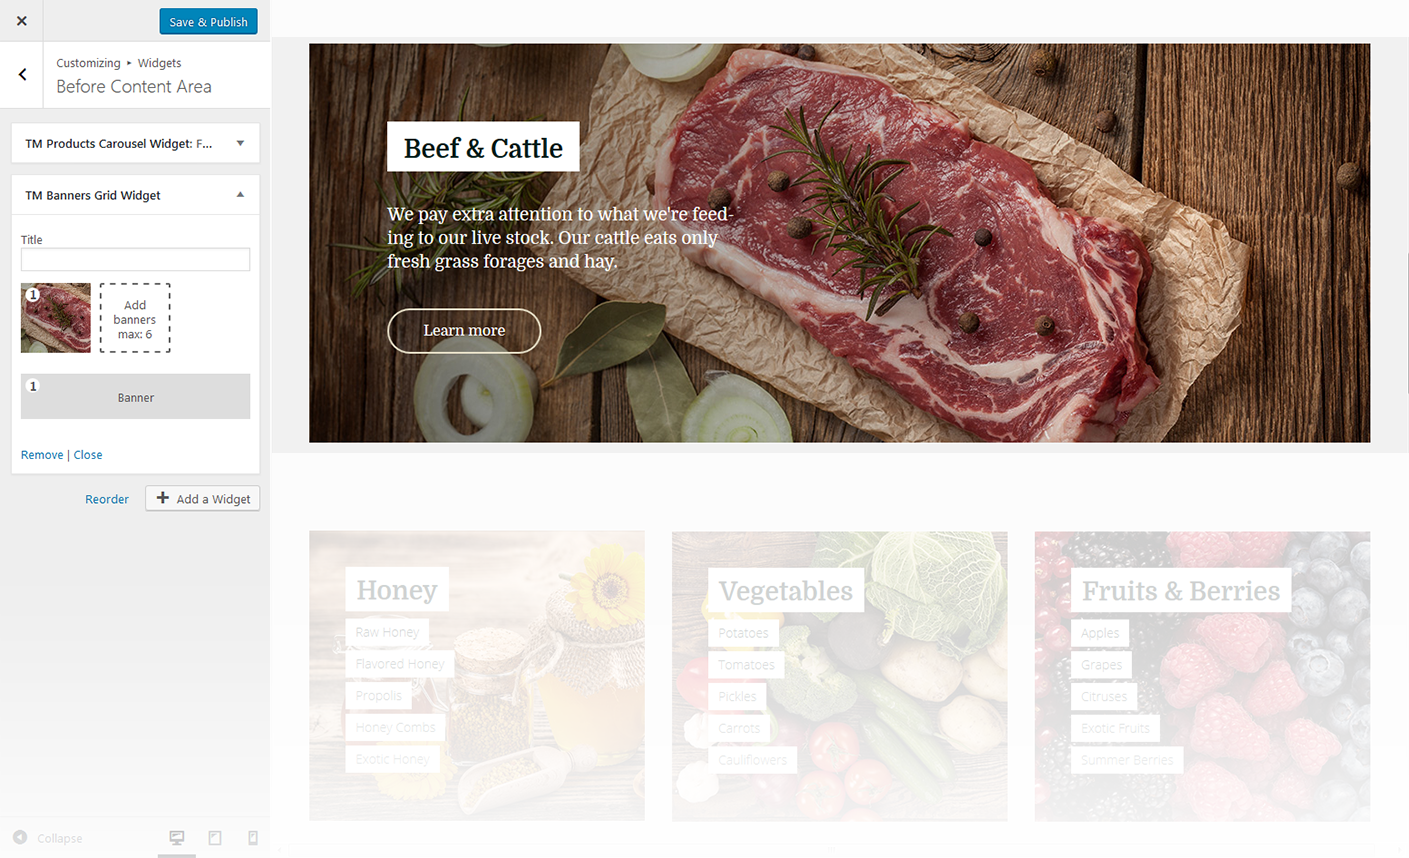 Save & Publish
Customizing ▸ Widgets
Before Content Area
TM Products Carousel Widget: F...
TM Banners Grid Widget
Title
1
Add
banners
max: 6
1
Banner
Remove | Close
Reorder
Add a Widget
Collapse
Beef & Cattle
We pay extra attention to what we're feed-
ing to our live stock. Our cattle eats only
fresh grass forages and hay.
Learn more
Honey
Raw Honey
Flavored Honey
Propolis
Honey Combs
Exotic Honey
Vegetables
Potatoes
Tomatoes
Pickles
Carrots
Cauliflowers
Fruits & Berries
Apples
Grapes
Citruses
Exotic Fruits
Summer Berries